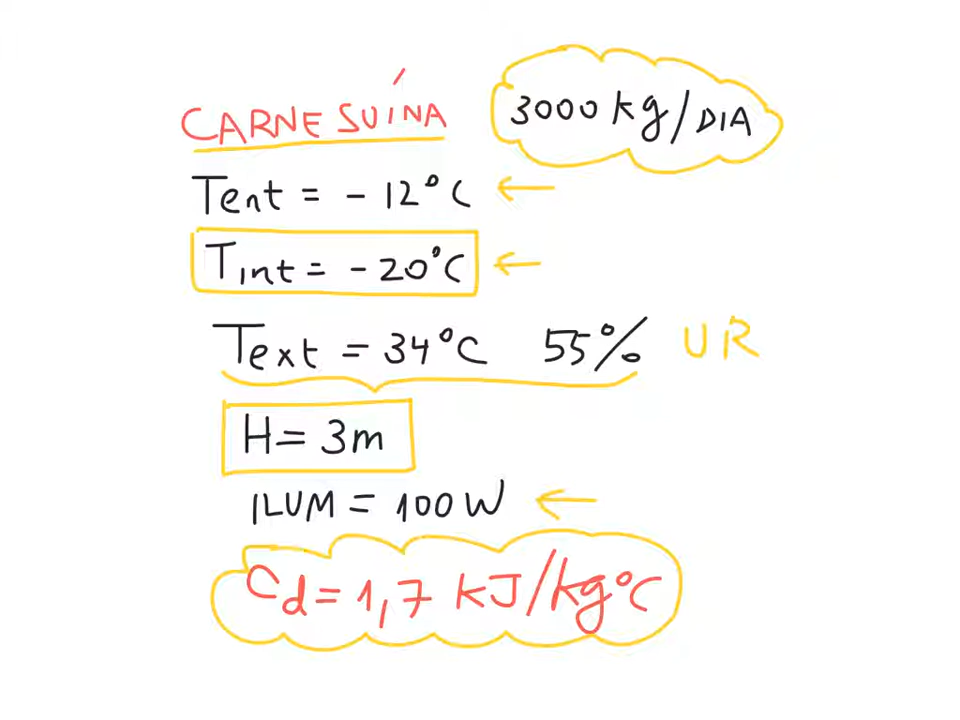 CARNE SUÍNA 3000 kg/DIA
Tent = - 12°C
Tint = - 20°C
Text = 34°C 55% UR
H = 3m
ILUM = 100 W
Cd = 1,7 kJ/kg°C